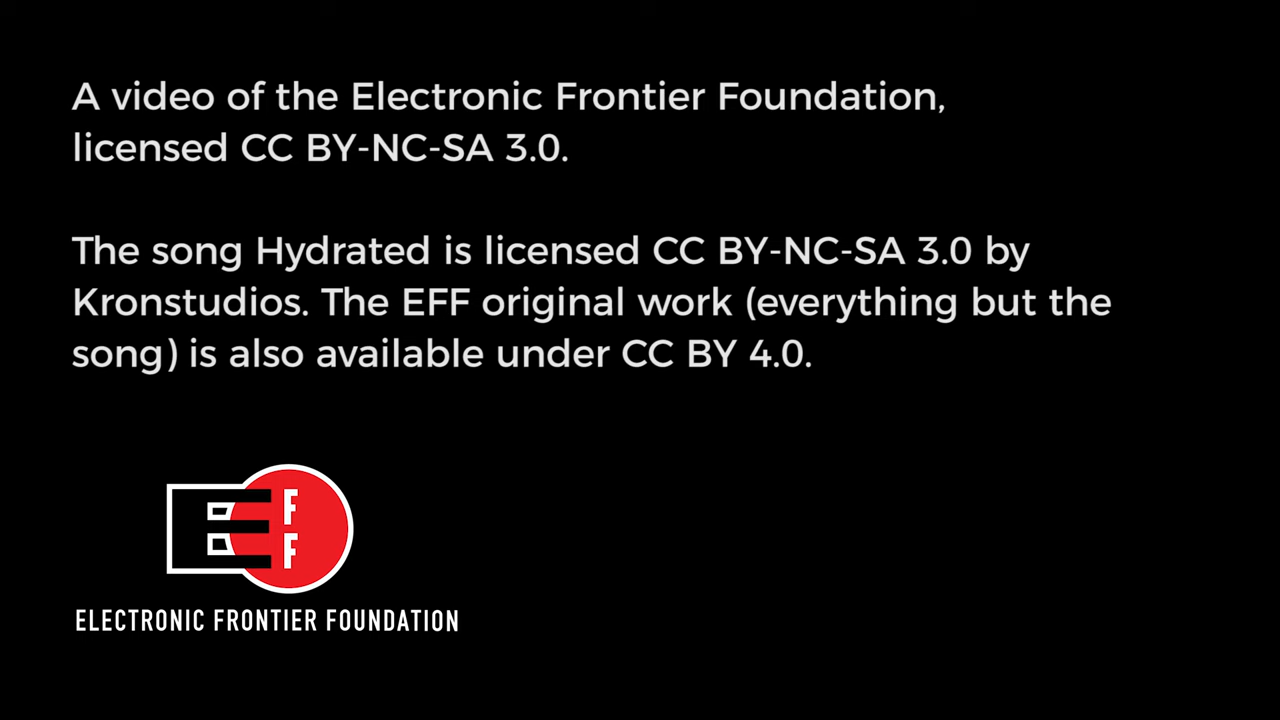 A video of the Electronic Frontier Foundation,
licensed CC BY-NC-SA 3.0.
The song Hydrated is licensed CC BY-NC-SA 3.0 by
Kronstudios. The EFF original work (everything but the
song) is also available under CC BY 4.0.
E F
F
ELECTRONIC FRONTIER FOUNDATION